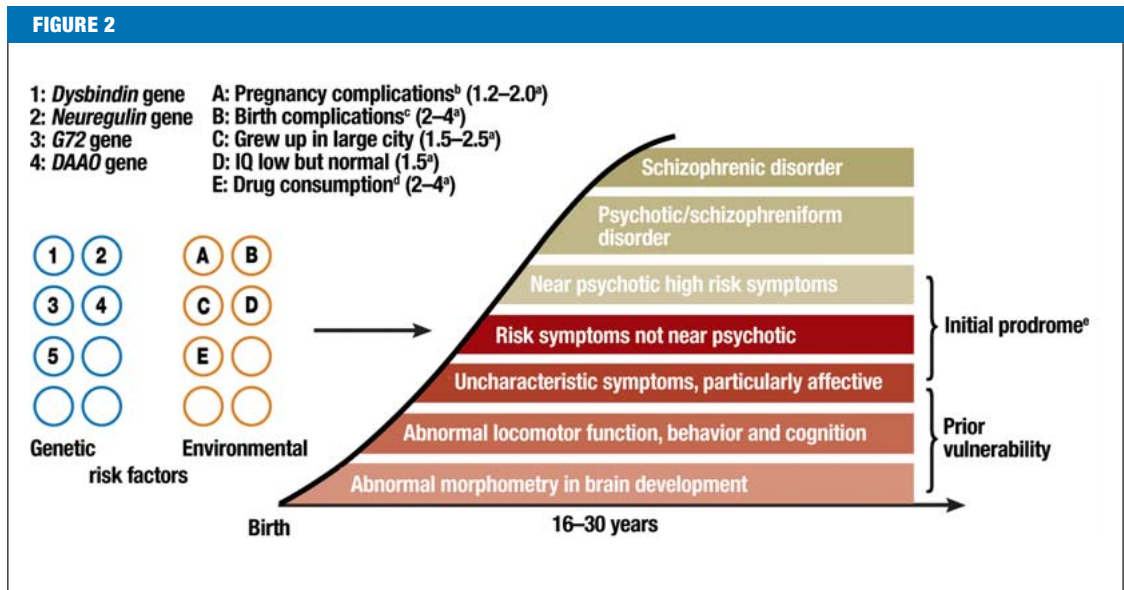 FIGURE 2
1: Dysbindin gene
2: Neuregulin gene
3: G72 gene
4: DAAO gene
A: Pregnancy complicationsᵇ (1.2–2.0ᵃ)
B: Birth complicationsᶜ (2–4ᵃ)
C: Grew up in large city (1.5–2.5ᵃ)
D: IQ low but normal (1.5ᵃ)
E: Drug consumptionᵈ (2–4ᵃ)
1 2
3 4
5
A B
C D
E
Genetic Environmental
risk factors
Schizophrenic disorder
Psychotic/schizophreniform
disorder
Near psychotic high risk symptoms
Risk symptoms not near psychotic
Uncharacteristic symptoms, particularly affective
Abnormal locomotor function, behavior and cognition
Abnormal morphometry in brain development
Initial prodromeᵉ
Prior
vulnerability
Birth
16–30 years